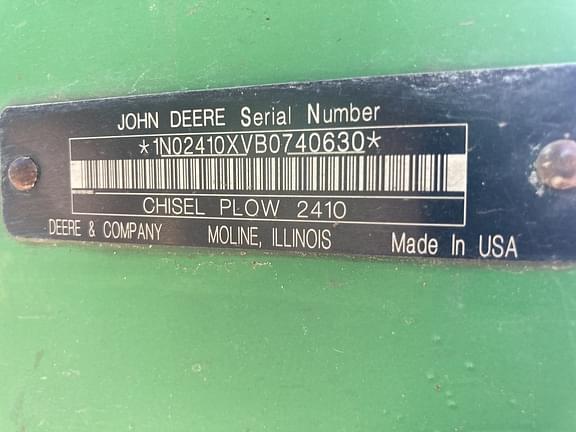 JOHN DEERE Serial Number
*1N02410XVB0740630*
CHISEL PLOW 2410
DEERE & COMPANY MOLINE, ILLINOIS Made In USA